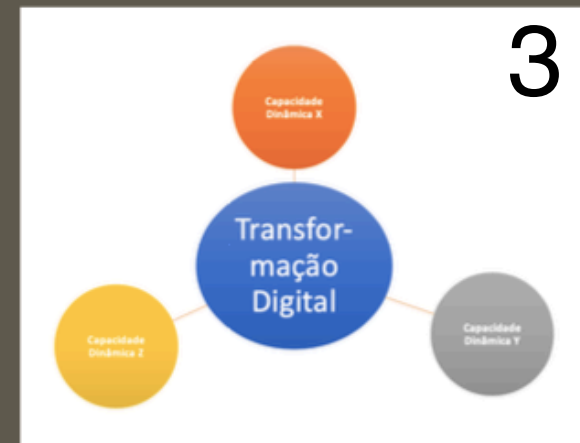 3
Capacidade
Dinâmica X
Transfor-
mação
Digital
Capacidade
Dinâmica Y
Capacidade
Dinâmica Z